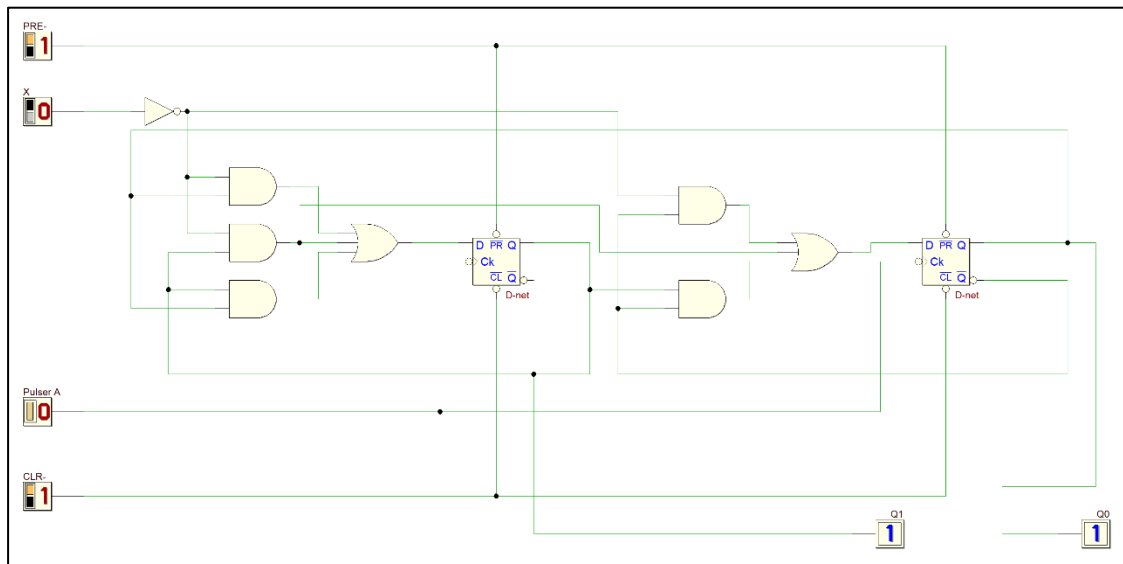 PRE-
1
X
0
D PR Q
Ck
CL Q
D-net
D PR Q
Ck
CL Q
D-net
Pulser A
0
CLR-
1
Q1
1
Q0
1